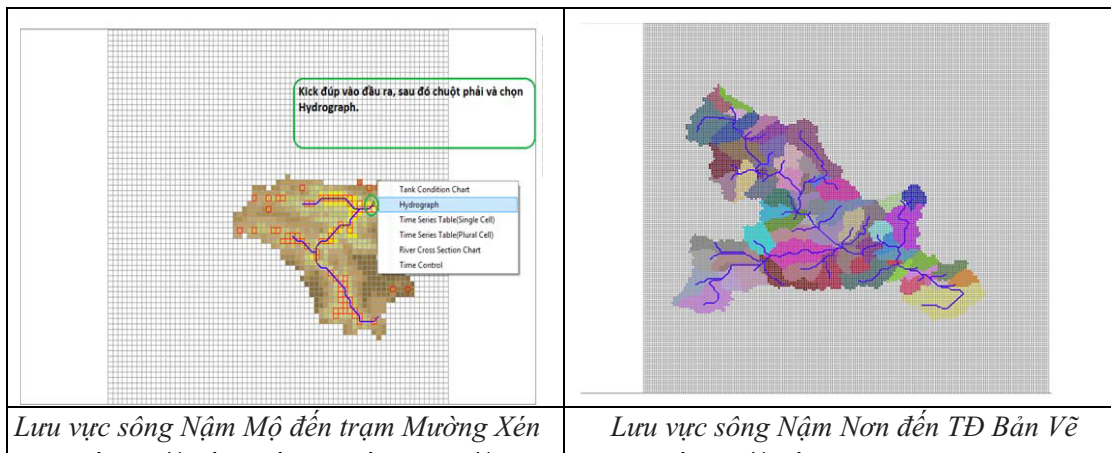 Kick đúp vào đầu ra, sau đó chuột phải và chọn
Hydrograph.
Tank Condition Chart
Hydrograph
Time Series Table(Single Cell)
Time Series Table(Plural Cell)
River Cross Section Chart
Time Control
Lưu vực sông Nậm Mộ đến trạm Mường Xén
Lưu vực sông Nậm Nơn đến TĐ Bản Vẽ